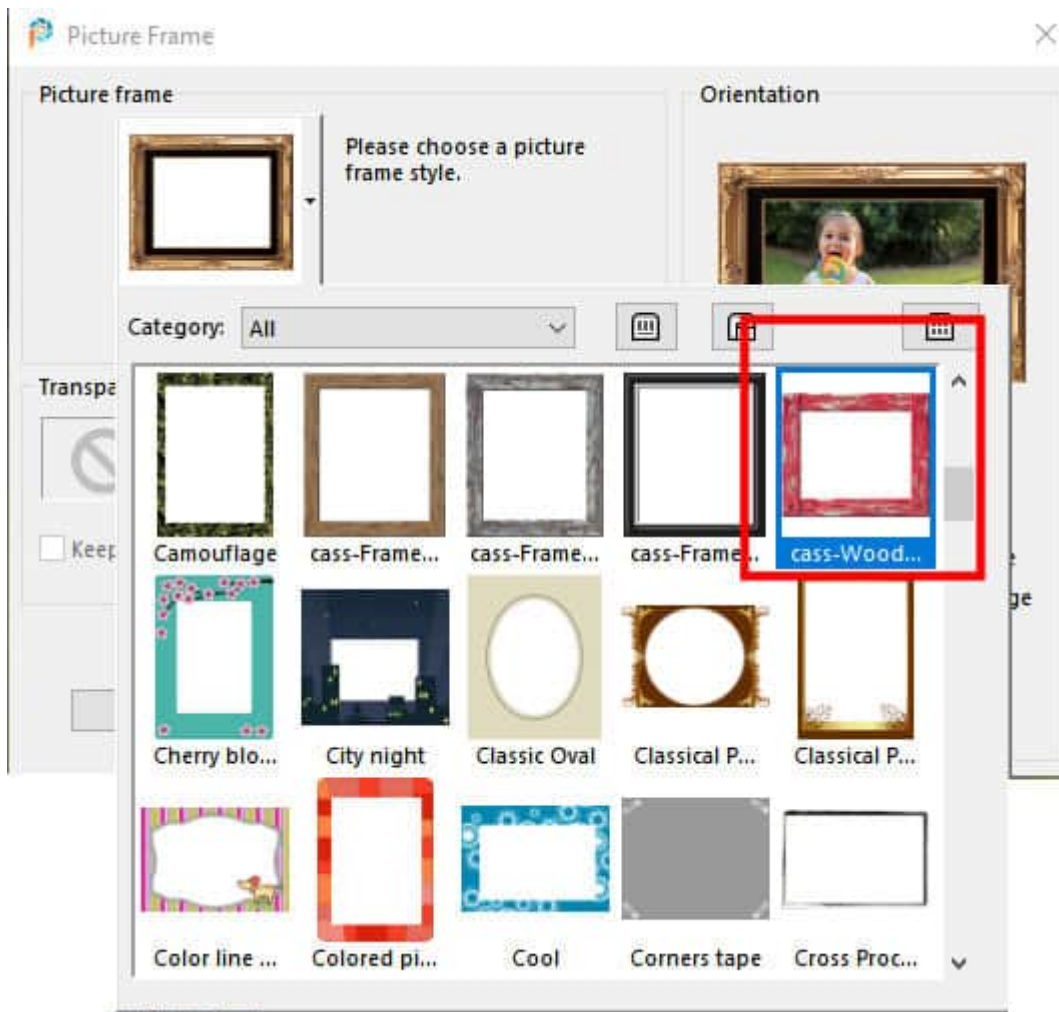 Picture Frame
Picture frame
Orientation
Please choose a picture
frame style.
Category: All
Transpa
Keep
Camouflage cass-Frame... cass-Frame... cass-Frame... cass-Wood...
ge
Cherry blo... City night Classic Oval Classical P... Classical P...
Color line ... Colored pi... Cool Corners tape Cross Proc...